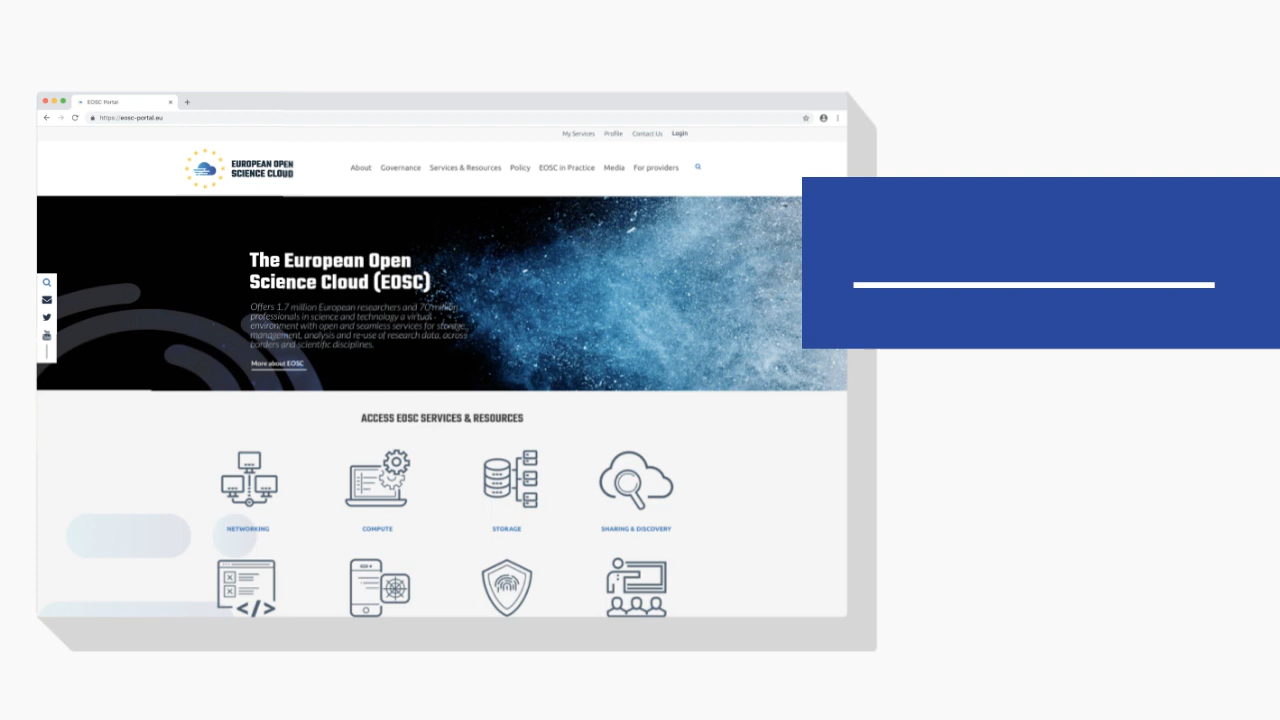 EOSC Portal
https://eosc-portal.eu
My Services Profile Contact Us Login
EUROPEAN OPEN
SCIENCE CLOUD
About Governance Services & Resources Policy EOSC in Practice Media For providers
The European Open
Science Cloud (EOSC)
Offers 1.7 million European researchers and 70 million
professionals in science and technology a virtual
environment with open and seamless services for storage,
management, analysis and re-use of research data, across
borders and scientific disciplines.
More about EOSC
ACCESS EOSC SERVICES & RESOURCES
NETWORKING COMPUTE STORAGE SHARING & DISCOVERY